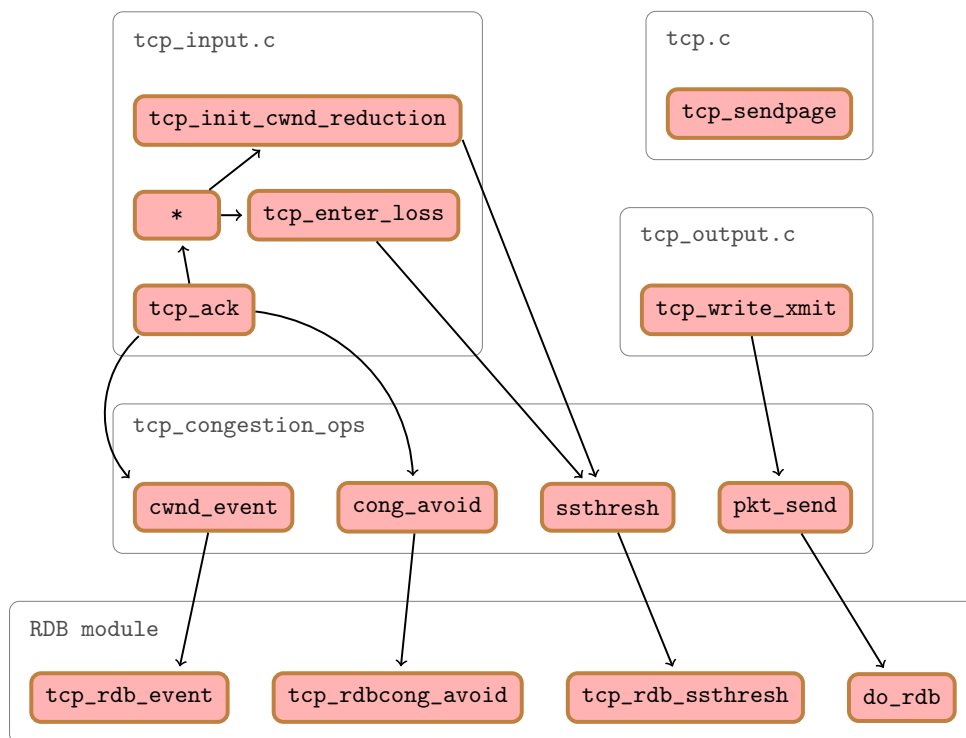 tcp_input.c
tcp_init_cwnd_reduction
*
tcp_enter_loss
tcp_ack
tcp.c
tcp_sendpage
tcp_output.c
tcp_write_xmit
tcp_congestion_ops
cwnd_event
cong_avoid
ssthresh
pkt_send
RDB module
tcp_rdb_event
tcp_rdbcong_avoid
tcp_rdb_ssthresh
do_rdb